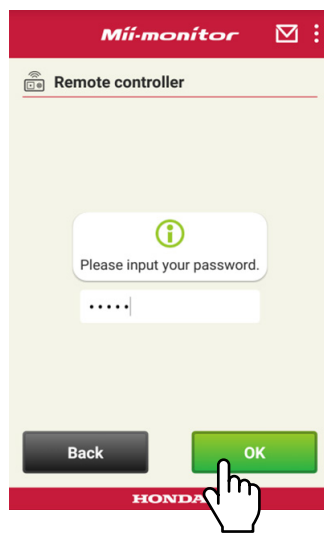 Mii-monitor
Remote controller
Please input your password.
•••••
Back
OK
HONDA